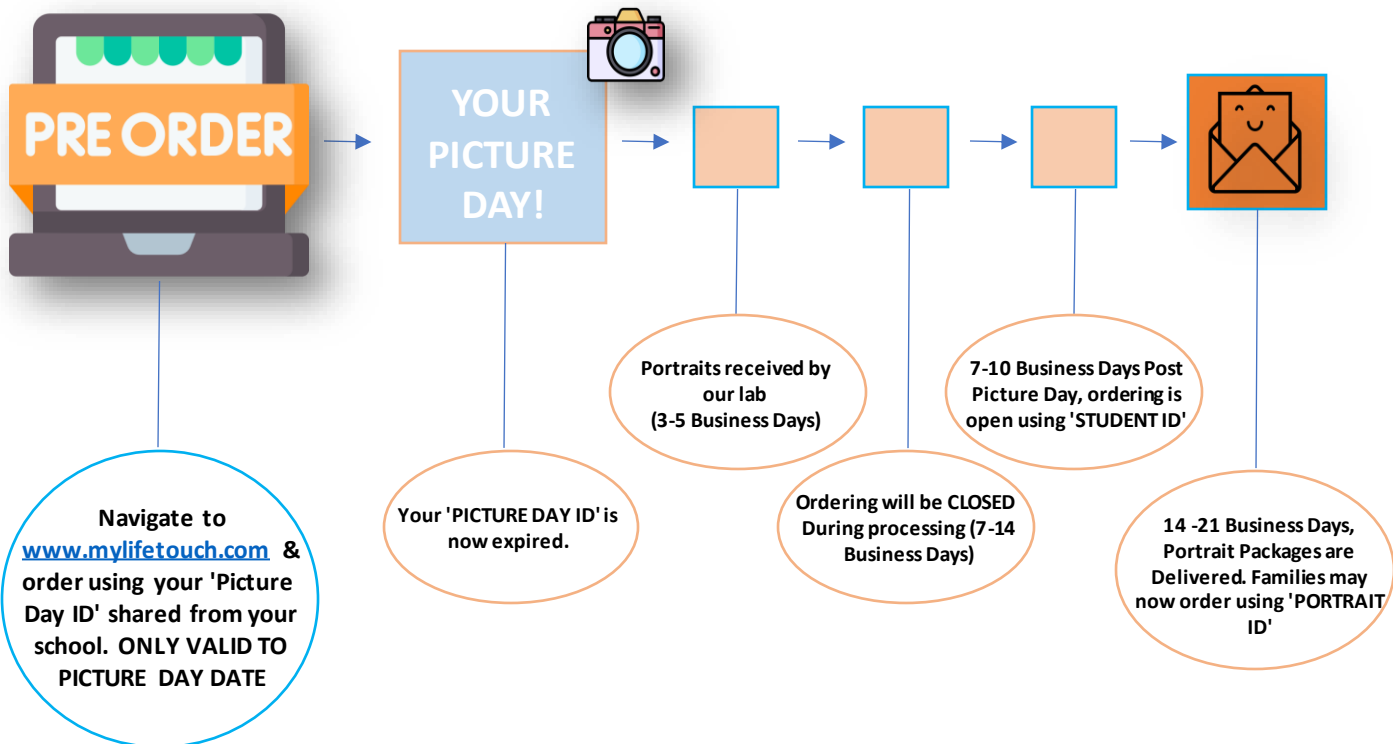 PRE ORDER
YOUR
PICTURE
DAY!
Navigate to
www.mylifetouch.com &
order using your 'Picture
Day ID' shared from your
school. ONLY VALID TO
PICTURE DAY DATE
Your 'PICTURE DAY ID' is
now expired.
Portraits received by
our lab
(3-5 Business Days)
Ordering will be CLOSED
During processing (7-14
Business Days)
7-10 Business Days Post
Picture Day, ordering is
open using 'STUDENT ID'
14 -21 Business Days,
Portrait Packages are
Delivered. Families may
now order using 'PORTRAIT
ID'